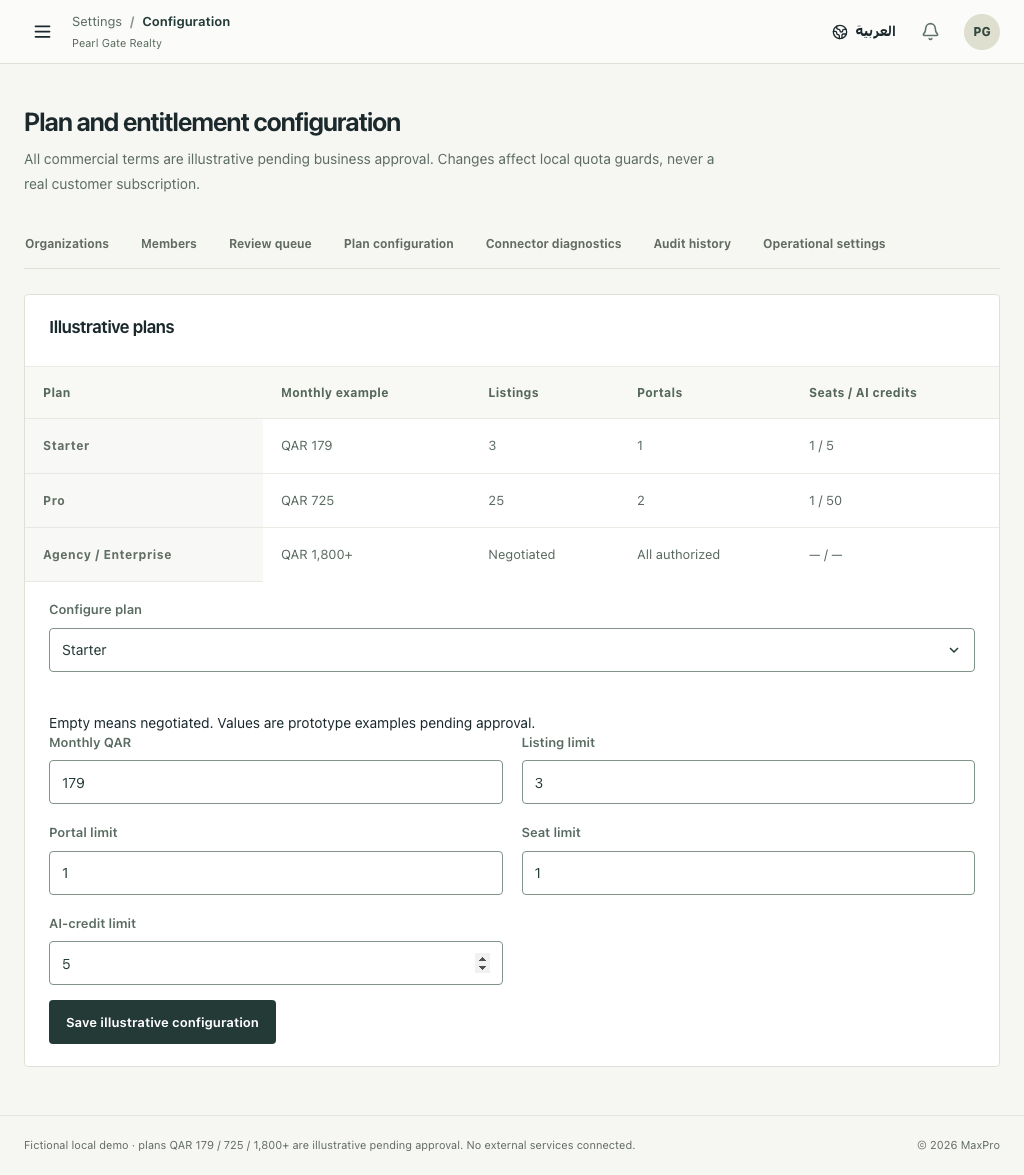 Settings / Configuration
Pearl Gate Realty
العربية
PG
Plan and entitlement configuration
All commercial terms are illustrative pending business approval. Changes affect local quota guards, never a
real customer subscription.
Organizations Members Review queue Plan configuration Connector diagnostics Audit history Operational settings
Illustrative plans
Plan Monthly example Listings Portals Seats / AI credits
Starter QAR 179 3 1 1 / 5
Pro QAR 725 25 2 1 / 50
Agency / Enterprise QAR 1,800+ Negotiated All authorized — / —
Configure plan
Starter
Empty means negotiated. Values are prototype examples pending approval.
Monthly QAR Listing limit
179 3
Portal limit Seat limit
1 1
AI-credit limit
5
Save illustrative configuration
Fictional local demo · plans QAR 179 / 725 / 1,800+ are illustrative pending approval. No external services connected. © 2026 MaxPro